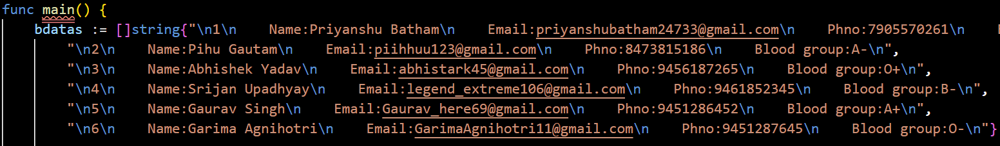 func main() {
    bdatas := []string{"\n1\n    Name:Priyanshu Batham\n    Email:priyanshubatham24733@gmail.com\n    Phno:7905570261\n
        "\n2\n    Name:Pihu Gautam\n    Email:piihhuu123@gmail.com\n    Phno:8473815186\n    Blood group:A-\n",
        "\n3\n    Name:Abhishek Yadav\n    Email:abhistark45@gmail.com\n    Phno:9456187265\n    Blood group:O+\n",
        "\n4\n    Name:Srijan Upadhyay\n    Email:legend_extreme106@gmail.com\n    Phno:9461852345\n    Blood group:B-\n",
        "\n5\n    Name:Gaurav Singh\n    Email:Gaurav_here69@gmail.com\n    Phno:9451286452\n    Blood group:A+\n",
        "\n6\n    Name:Garima Agnihotri\n    Email:GarimaAgnihotri11@gmail.com\n    Phno:9451287645\n    Blood group:O-\n"}